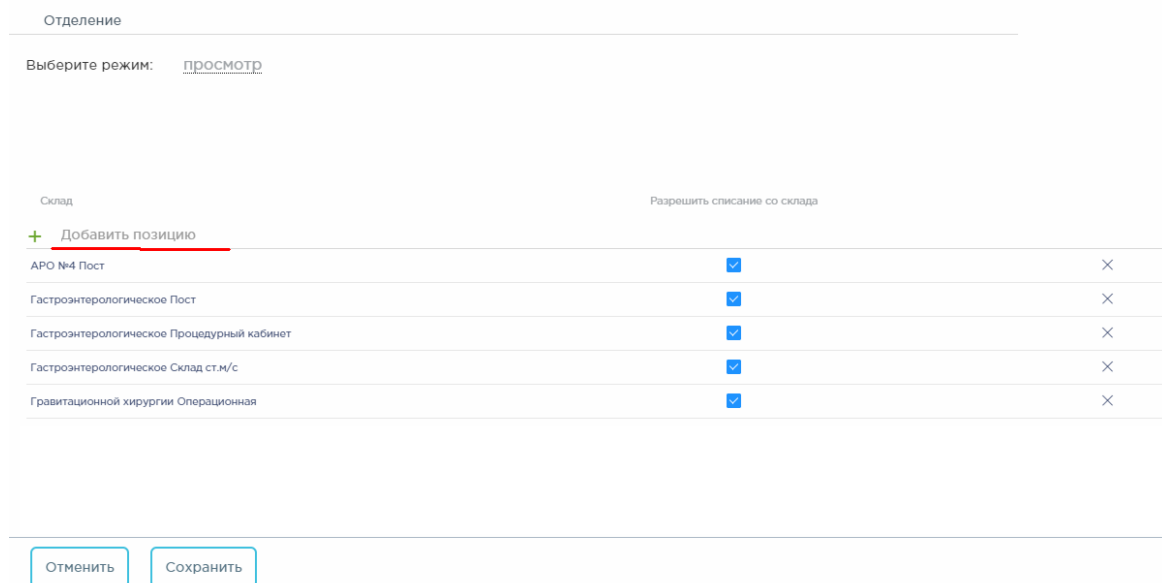 Отделение
Выберите режим: просмотр
Склад Разрешить списание со склада
+ Добавить позицию
АРО №4 Пост
Гастроэнтерологическое Пост
Гастроэнтерологическое Процедурный кабинет
Гастроэнтерологическое Склад ст.м/с
Гравитационной хирургии Операционная
Отменить Сохранить